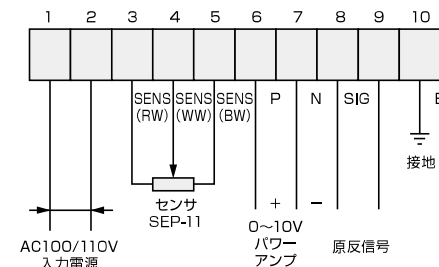 1 2 3 4 5 6 7 8 9 10
SENS SENS SENS P N SIG E
(RW) (WW) (BW)
接地
センサ
SEP-11
+ −
0～10V
パワー
アンプ
原反信号
AC100/110V
入力電源